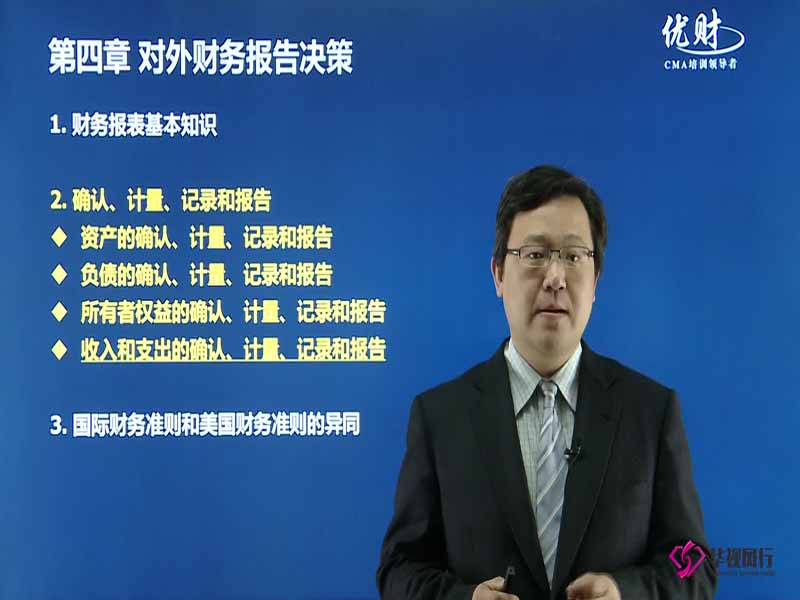 第四章 对外财务报告决策
优财
CMA培训领导者
1. 财务报表基本知识
2. 确认、计量、记录和报告
◆ 资产的确认、计量、记录和报告
◆ 负债的确认、计量、记录和报告
◆ 所有者权益的确认、计量、记录和报告
◆ 收入和支出的确认、计量、记录和报告
3. 国际财务准则和美国财务准则的异同
华视风行